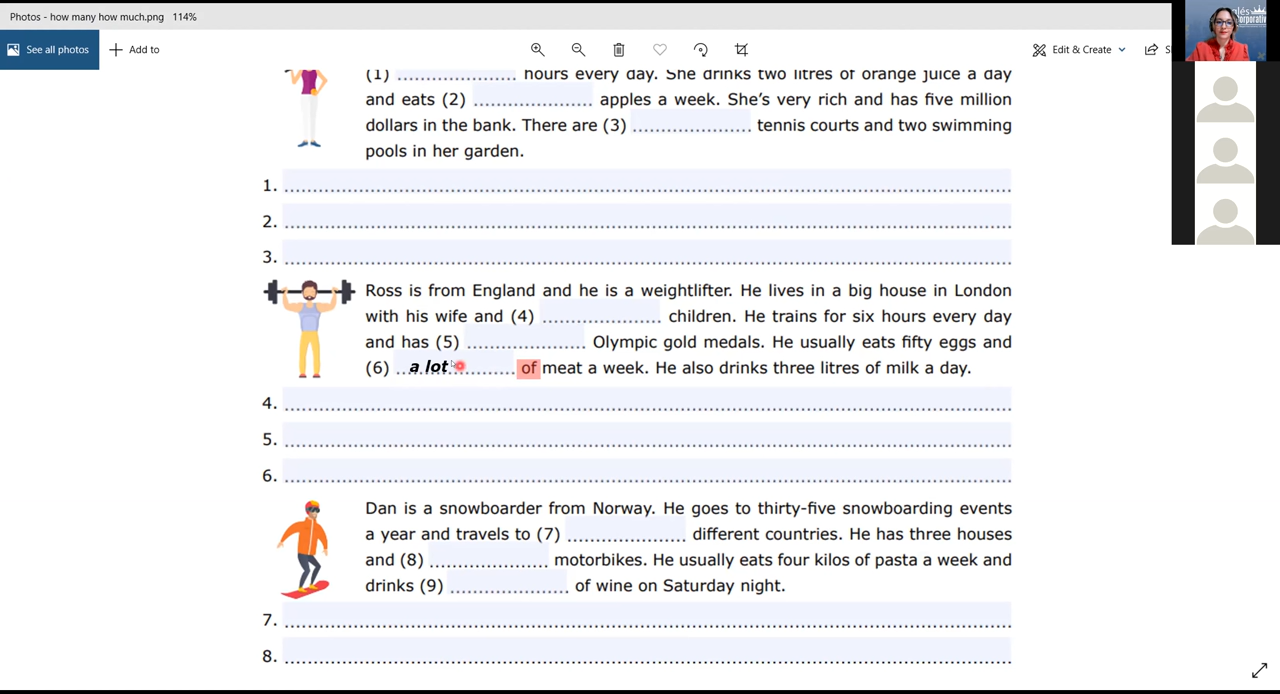 Photos - how many how much.png 114%
See all photos
Add to
Edit & Create
(1) .................... hours every day. She drinks two litres of orange juice a day
and eats (2) .................... apples a week. She's very rich and has five million
dollars in the bank. There are (3) .................... tennis courts and two swimming
pools in her garden.
1.
2.
3.
Ross is from England and he is a weightlifter. He lives in a big house in London
with his wife and (4) .................... children. He trains for six hours every day
and has (5) .................... Olympic gold medals. He usually eats fifty eggs and
(6) a lot of meat a week. He also drinks three litres of milk a day.
4.
5.
6.
Dan is a snowboarder from Norway. He goes to thirty-five snowboarding events
a year and travels to (7) .................... different countries. He has three houses
and (8) .................... motorbikes. He usually eats four kilos of pasta a week and
drinks (9) .................... of wine on Saturday night.
7.
8.